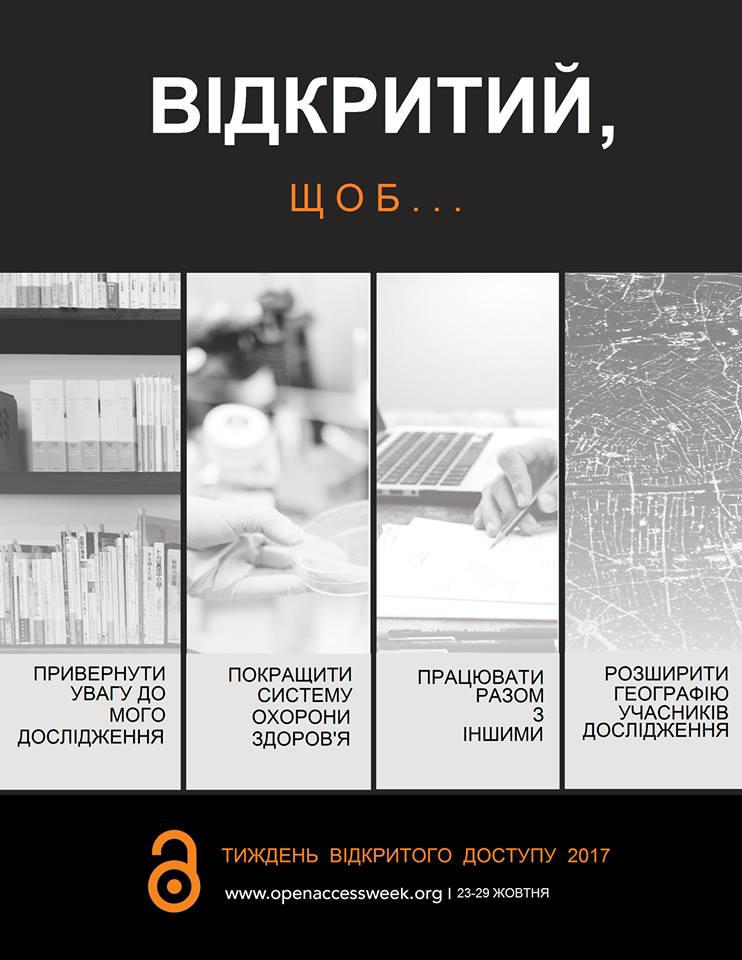 ВІДКРИТИЙ,
ЩОБ...
ПРИВЕРНУТИ
УВАГУ ДО
МОГО
ДОСЛІДЖЕННЯ
ПОКРАЩИТИ
СИСТЕМУ
ОХОРОНИ
ЗДОРОВ'Я
ПРАЦЮВАТИ
РАЗОМ
З
ІНШИМИ
РОЗШИРИТИ
ГЕОГРАФІЮ
УЧАСНИКІВ
ДОСЛІДЖЕННЯ
ТИЖДЕНЬ ВІДКРИТОГО ДОСТУПУ 2017
www.openaccessweek.org | 23-29 ЖОВТНЯ